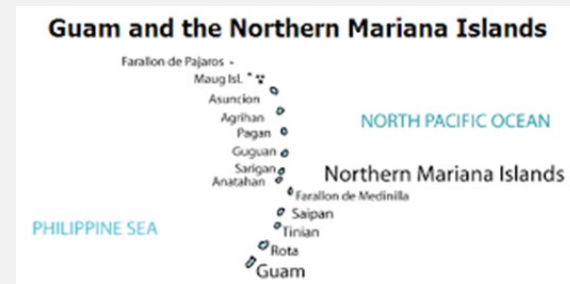 Guam and the Northern Mariana Islands
Farallon de Pajaros
Maug Isl.
Asuncion
Agrihan
NORTH PACIFIC OCEAN
Pagan
Guguan
Sarigan
Northern Mariana Islands
Anatahan
Farallon de Medinilla
Saipan
PHILIPPINE SEA
Tinian
Rota
Guam